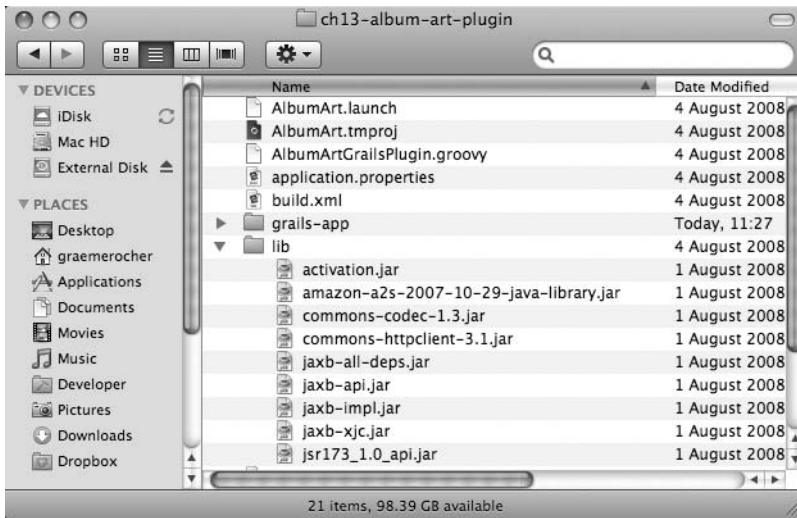 ch13-album-art-plugin
DEVICES
iDisk
Mac HD
External Disk
PLACES
Desktop
graemerocher
Applications
Documents
Movies
Music
Developer
Pictures
Downloads
Dropbox
Name Date Modified
AlbumArt.launch 4 August 2008
AlbumArt.tmproj 4 August 2008
AlbumArtGrailsPlugin.groovy 4 August 2008
application.properties 4 August 2008
build.xml 4 August 2008
grails-app Today, 11:27
lib 4 August 2008
activation.jar 1 August 2008
amazon-a2s-2007-10-29-java-library.jar 1 August 2008
commons-codec-1.3.jar 1 August 2008
commons-httpclient-3.1.jar 1 August 2008
jaxb-all-deps.jar 1 August 2008
jaxb-api.jar 1 August 2008
jaxb-impl.jar 1 August 2008
jaxb-xjc.jar 1 August 2008
jsr173_1.0_api.jar 1 August 2008
21 items, 98.39 GB available